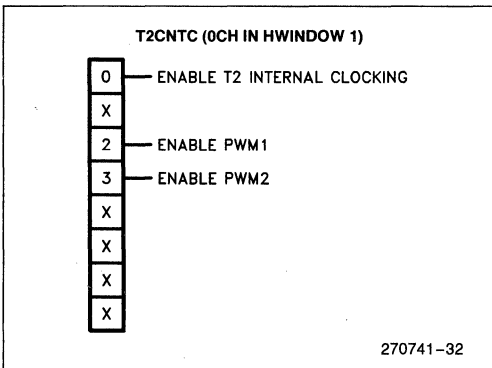 T2CNTC (0CH IN HWINDOW 1)
0 ENABLE T2 INTERNAL CLOCKING
X
2 ENABLE PWM1
3 ENABLE PWM2
X
X
X
X
270741–32